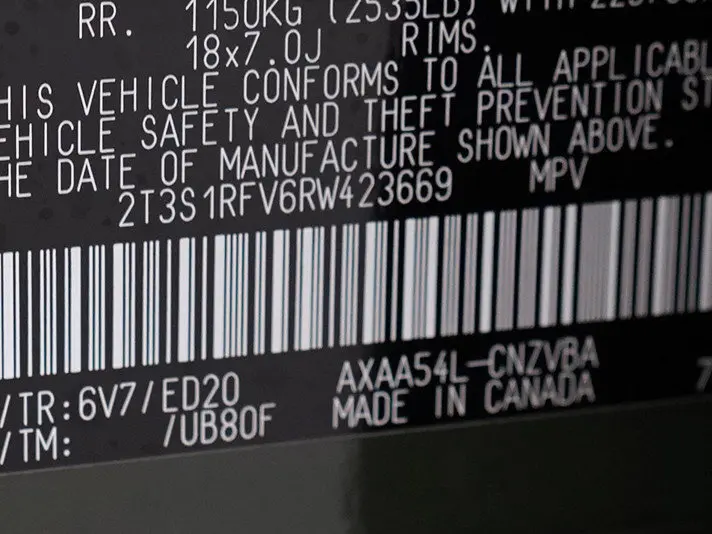 RR. 1150KG (2535LB) WITH
18x7.0J RIMS.
HIS VEHICLE CONFORMS TO ALL APPLICABL
EHICLE SAFETY AND THEFT PREVENTION ST
HE DATE OF MANUFACTURE SHOWN ABOVE.
2T3S1RFV6RW423669 MPV
/TR:6V7/ED20 AXAA54L-CNZVBA
/TM: /UB80F MADE IN CANADA